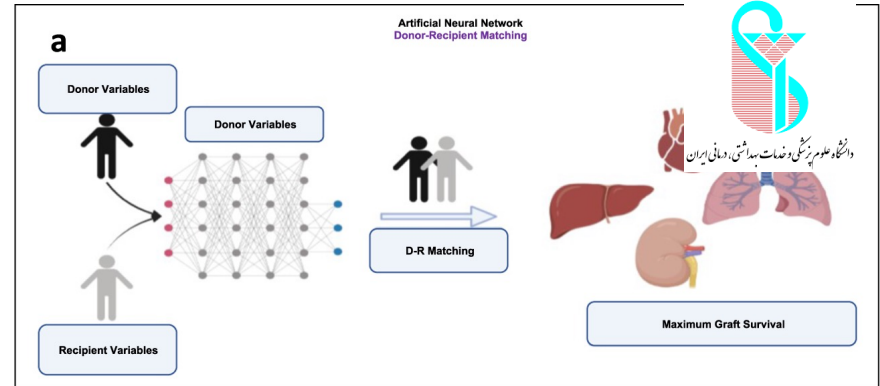 Artificial Neural Network
Donor-Recipient Matching
a
Donor Variables
Donor Variables
دانشگاه علوم پزشکی و خدمات بهداشتی، درمانی ایران
D-R Matching
Recipient Variables
Maximum Graft Survival